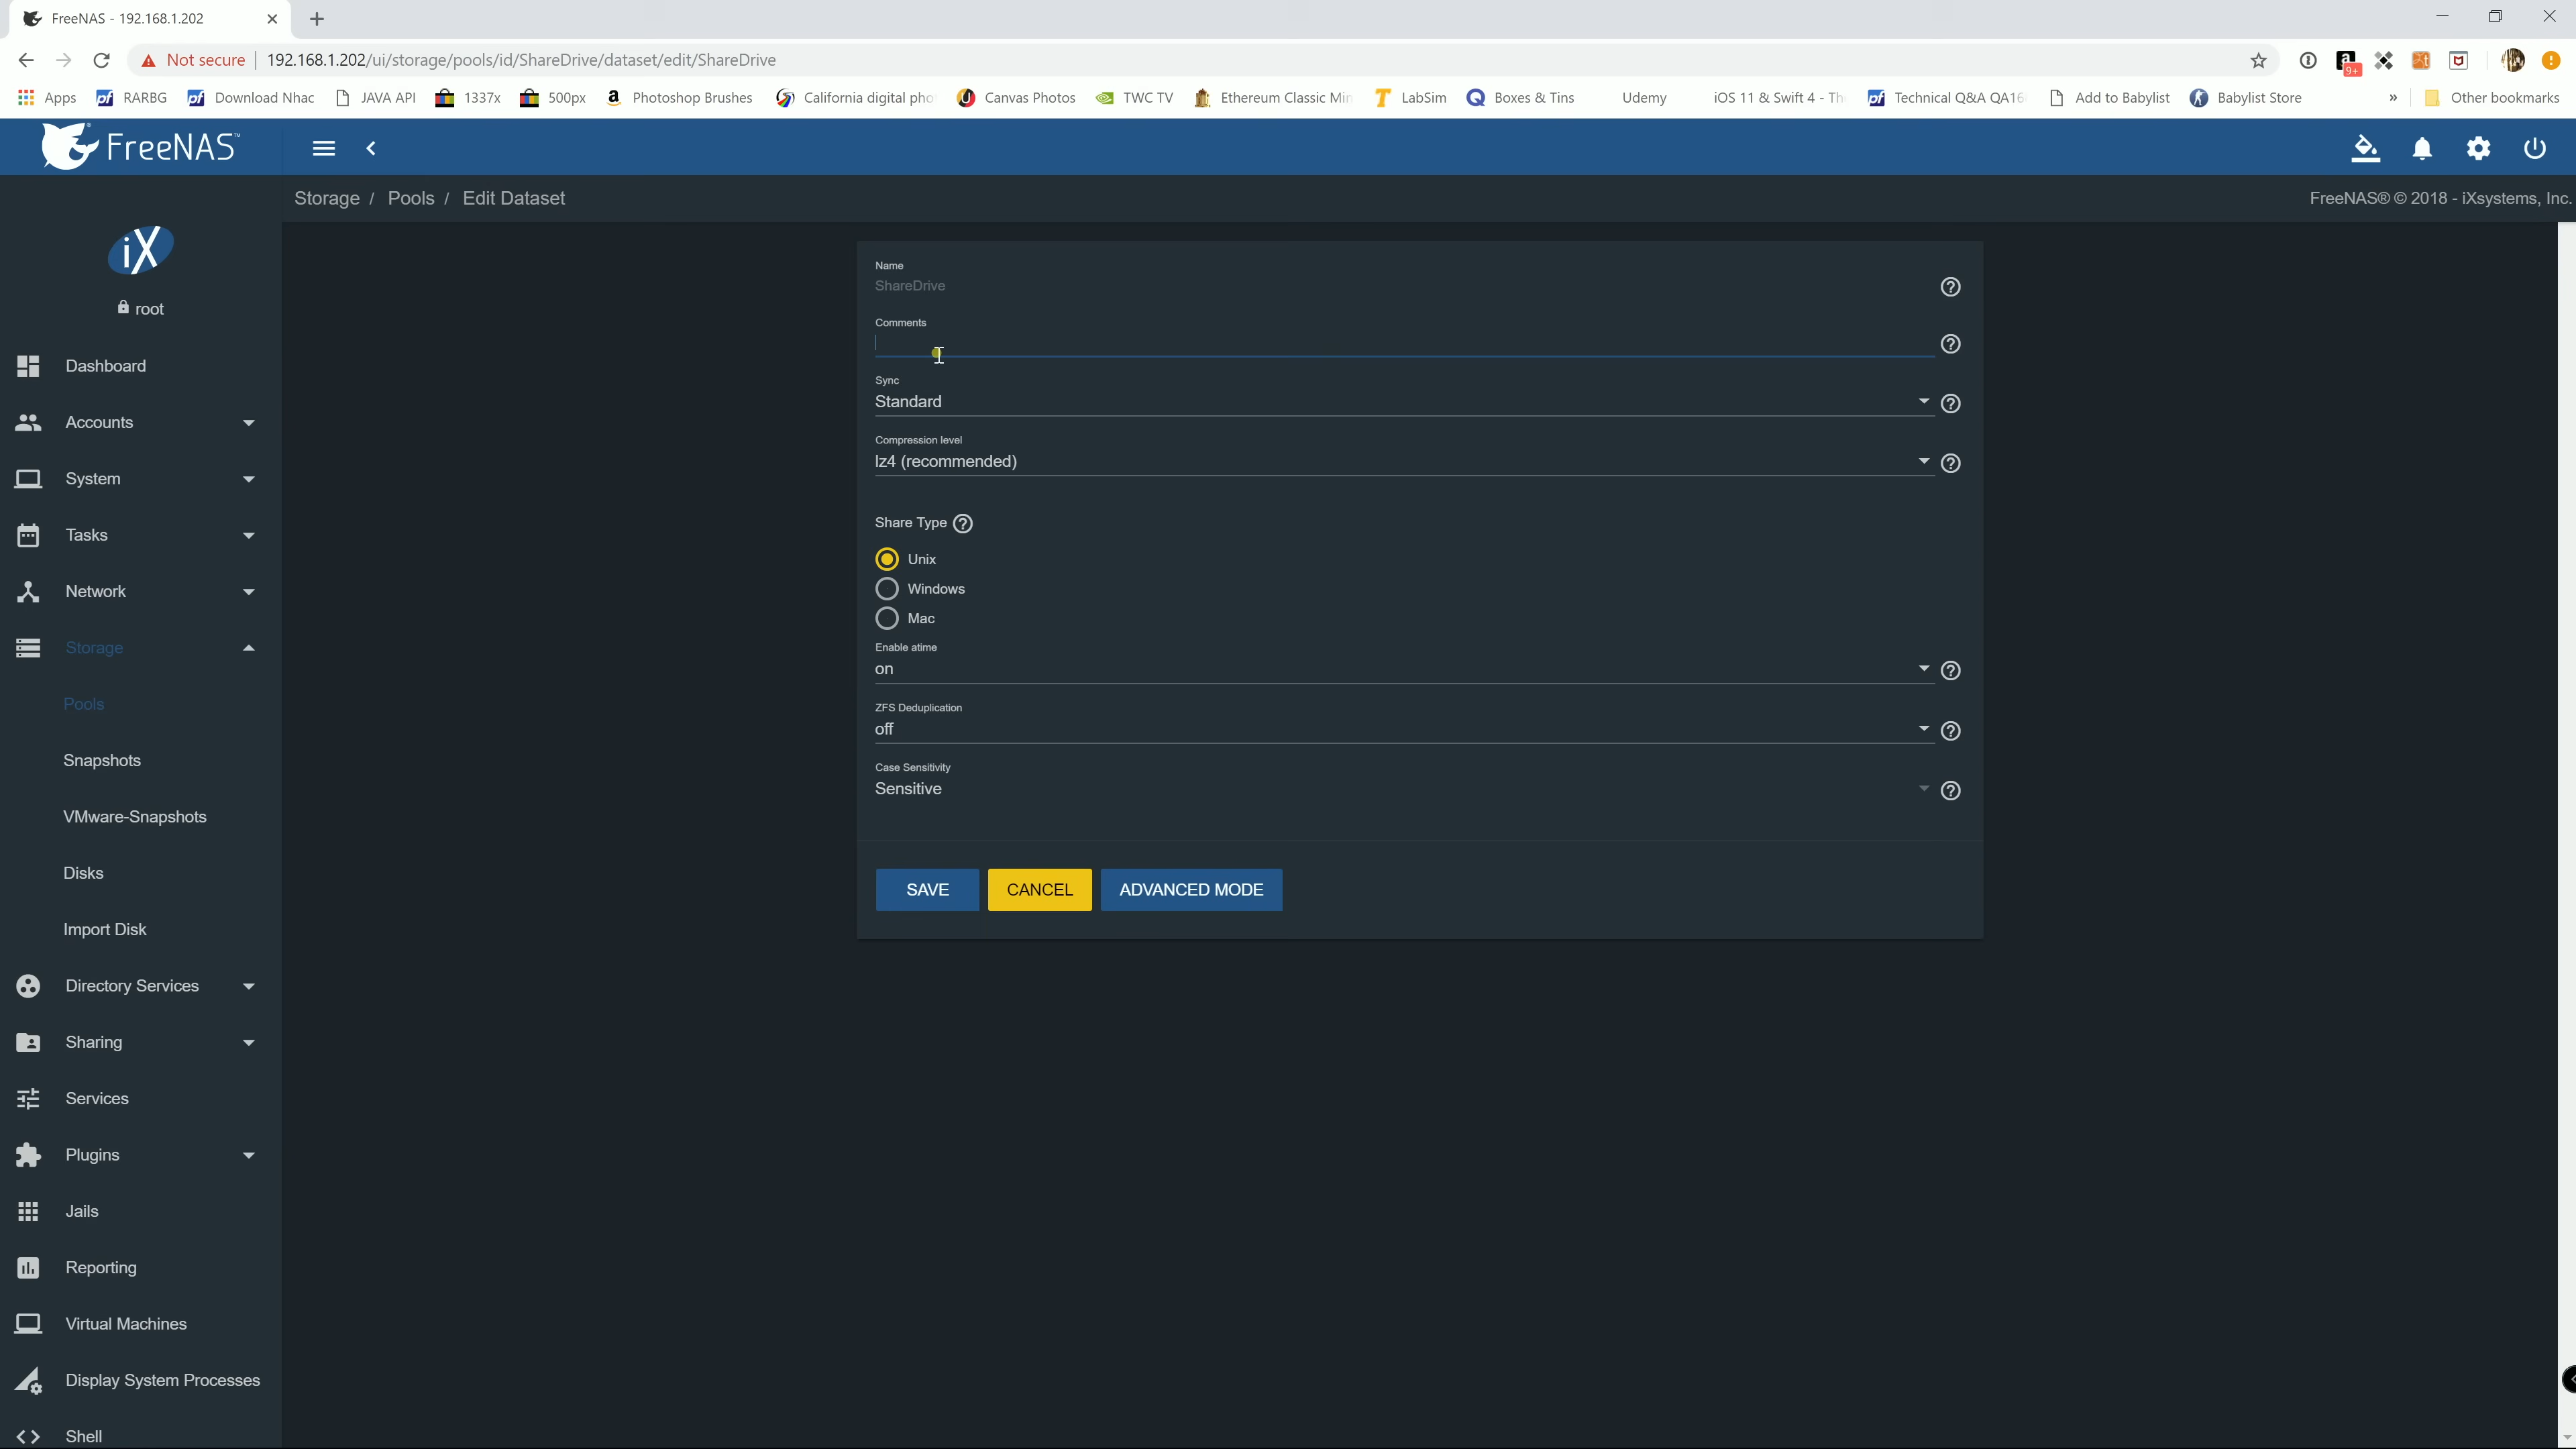 FreeNAS - 192.168.1.202
Not secure 192.168.1.202/ui/storage/pools/id/ShareDrive/dataset/edit/ShareDrive
9+
Apps RARBG Download Nhac JAVA API 1337x 500px Photoshop Brushes California digital pho Canvas Photos TWC TV Ethereum Classic Min LabSim Boxes & Tins Udemy iOS 11 & Swift 4 - Th Technical Q&A QA16 Add to Babylist Babylist Store » Other bookmarks
FreeNAS™
Storage / Pools / Edit Dataset
FreeNAS® © 2018 - iXsystems, Inc.
iX
root
Dashboard
Accounts
System
Tasks
Network
Storage
Pools
Snapshots
VMware-Snapshots
Disks
Import Disk
Directory Services
Sharing
Services
Plugins
Jails
Reporting
Virtual Machines
Display System Processes
Shell
Name
ShareDrive
Comments
Sync
Standard
Compression level
lz4 (recommended)
Share Type
Unix
Windows
Mac
Enable atime
on
ZFS Deduplication
off
Case Sensitivity
Sensitive
SAVE CANCEL ADVANCED MODE